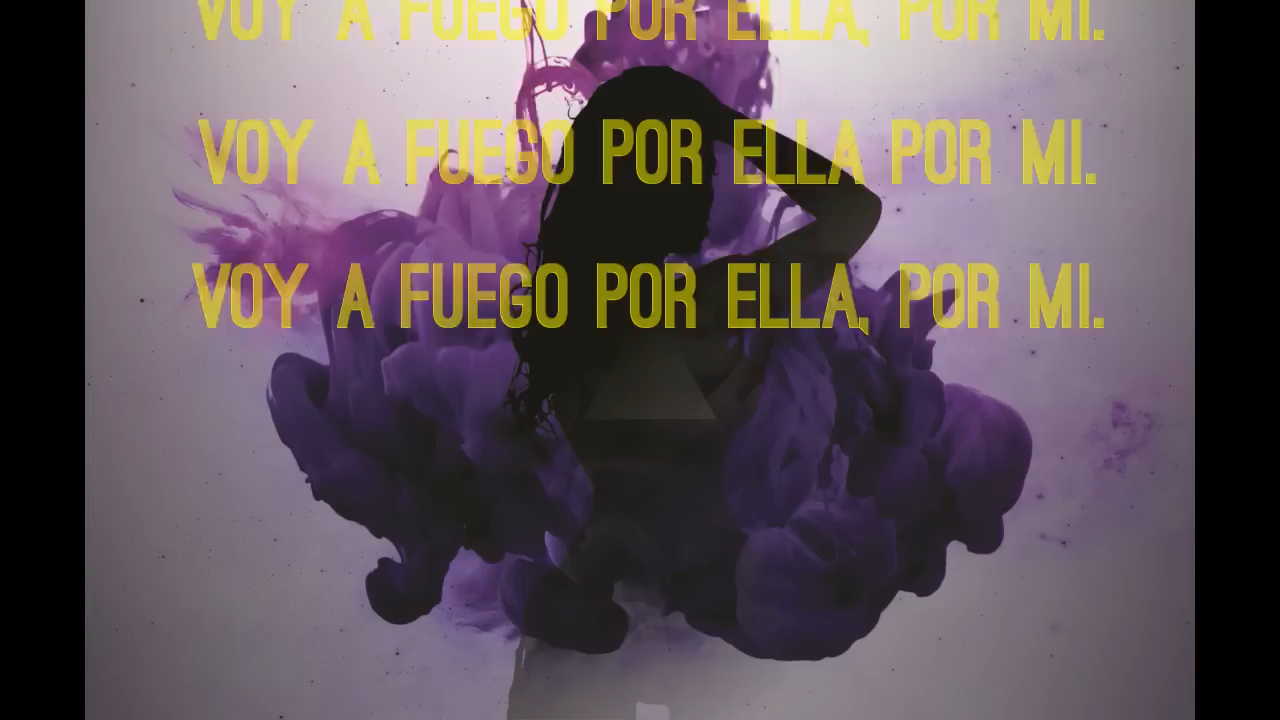 VOY A FUEGO POR ELLA, POR MI.
VOY A FUEGO POR ELLA POR MI.
VOY A FUEGO POR ELLA, POR MI.